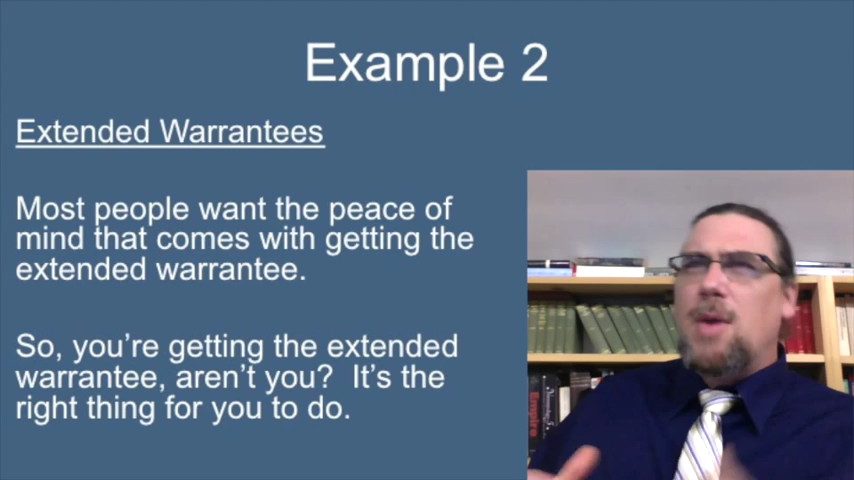 Example 2
Extended Warrantees
Most people want the peace of
mind that comes with getting the
extended warrantee.
So, you're getting the extended
warrantee, aren't you?  It's the
right thing for you to do.
Empire